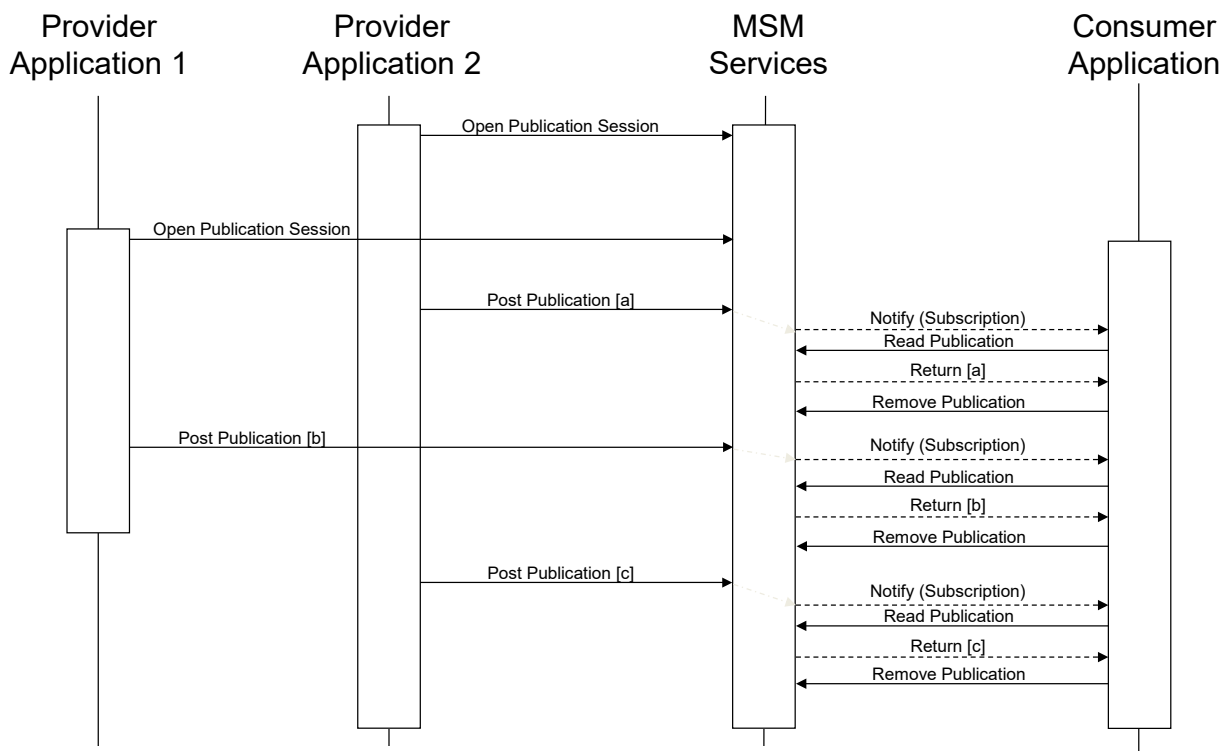 Provider
Application 1
Provider
Application 2
MSM
Services
Consumer
Application
Open Publication Session
Open Publication Session
Post Publication [a]
Notify (Subscription)
Read Publication
Return [a]
Remove Publication
Post Publication [b]
Notify (Subscription)
Read Publication
Return [b]
Remove Publication
Post Publication [c]
Notify (Subscription)
Read Publication
Return [c]
Remove Publication